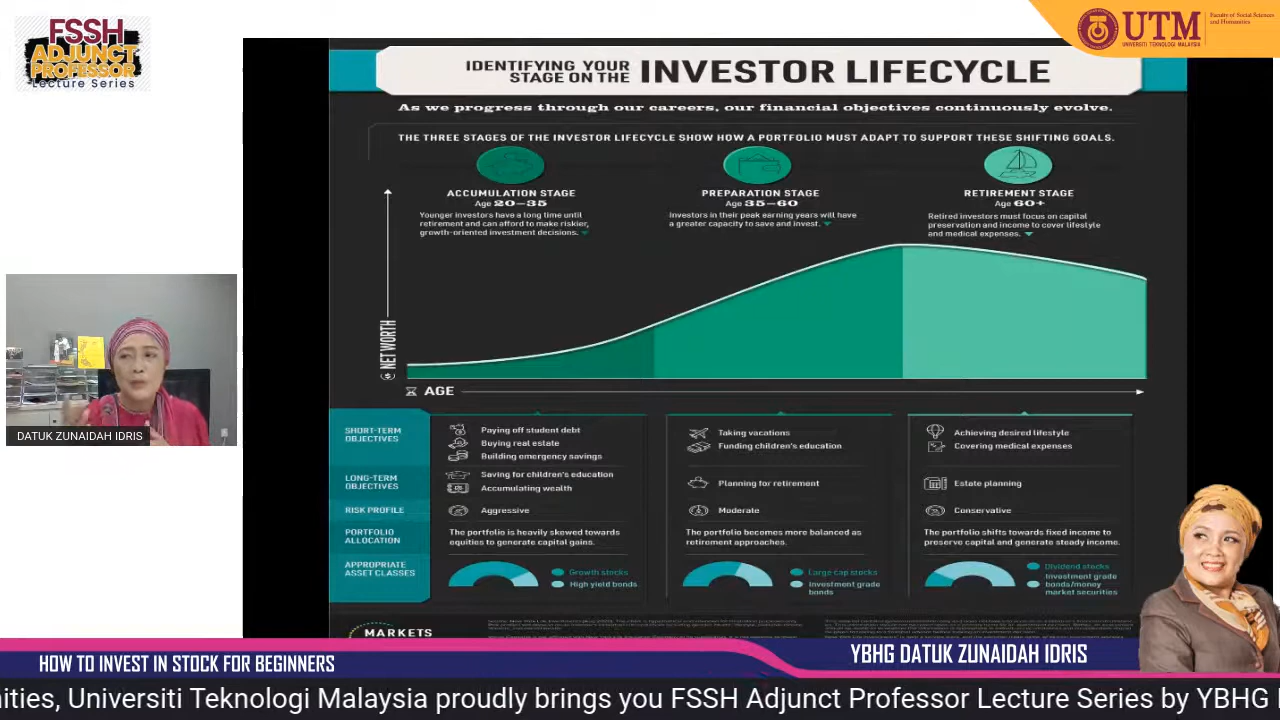 FSSH
ADJUNCT
PROFESSOR
Lecture Series
UTM
UNIVERSITI TEKNOLOGI MALAYSIA
Faculty of Social Sciences
and Humanities
IDENTIFYING YOUR
STAGE ON THE
INVESTOR LIFECYCLE
As we progress through our careers, our financial objectives continuously evolve.
THE THREE STAGES OF THE INVESTOR LIFECYCLE SHOW HOW A PORTFOLIO MUST ADAPT TO SUPPORT THESE SHIFTING GOALS.
ACCUMULATION STAGE
Age 20–35
Younger investors have a long time until
retirement and can afford to make riskier,
growth-oriented investment decisions.
PREPARATION STAGE
Age 35–60
Investors in their peak earning years will have
a greater capacity to save and invest.
RETIREMENT STAGE
Age 60+
Retired investors must focus on capital
preservation and income to cover lifestyle
and medical expenses.
NET WORTH
AGE
SHORT-TERM
OBJECTIVES
Paying off student debt
Buying real estate
Building emergency savings
Taking vacations
Funding children's education
Achieving desired lifestyle
Covering medical expenses
LONG-TERM
OBJECTIVES
Saving for children's education
Accumulating wealth
Planning for retirement
Estate planning
RISK PROFILE
Aggressive
Moderate
Conservative
PORTFOLIO
ALLOCATION
The portfolio is heavily skewed towards
equities to generate capital gains.
The portfolio becomes more balanced as
retirement approaches.
The portfolio shifts towards fixed income to
preserve capital and generate steady income.
APPROPRIATE
ASSET CLASSES
Growth stocks
High yield bonds
Large cap stocks
Investment grade
bonds
Dividend stocks
Investment grade
bonds/money
market securities
MARKETS
DATUK ZUNAIDAH IDRIS
HOW TO INVEST IN STOCK FOR BEGINNERS
YBHG DATUK ZUNAIDAH IDRIS
ities, Universiti Teknologi Malaysia proudly brings you FSSH Adjunct Professor Lecture Series by YBHG